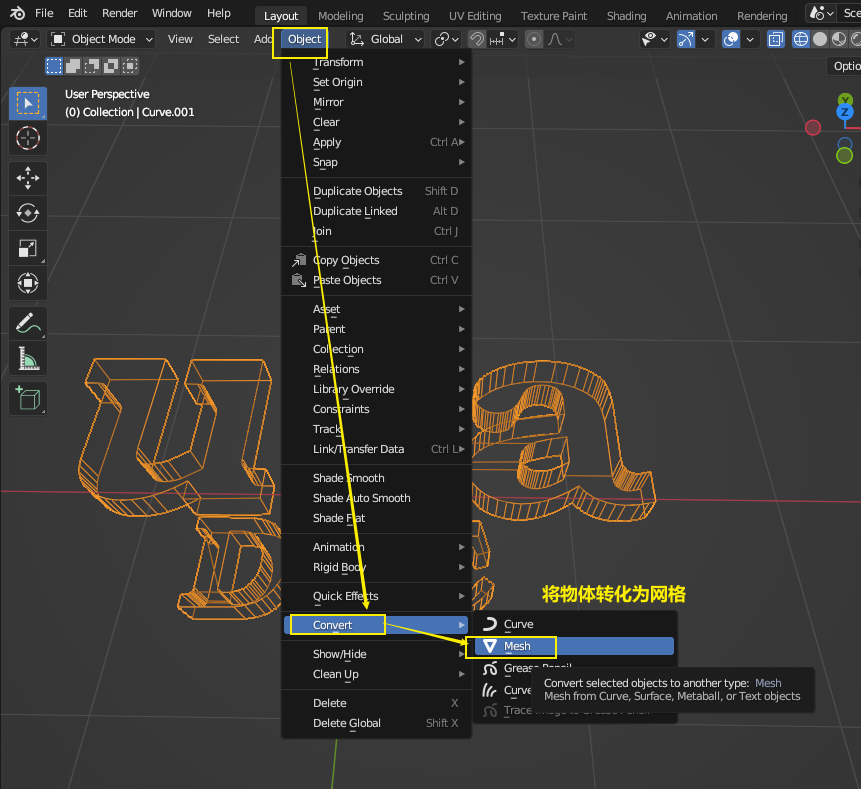 File Edit Render Window Help Layout Modeling Sculpting UV Editing Texture Paint Shading Animation Rendering Sce
Object Mode View Select Add Object Global
Optio
User Perspective
(0) Collection | Curve.001
Y
Z
Transform
Set Origin
Mirror
Clear
Apply Ctrl A
Snap
Duplicate Objects Shift D
Duplicate Linked Alt D
Join Ctrl J
Copy Objects Ctrl C
Paste Objects Ctrl V
Asset
Parent
Collection
Relations
Library Override
Constraints
Track
Link/Transfer Data Ctrl L
Shade Smooth
Shade Auto Smooth
Shade Flat
Animation
Rigid Body
Quick Effects
将物体转化为网格
Convert
Curve
Mesh
Show/Hide
Clean Up
Grease Pencil
Curve
Convert selected objects to another type: Mesh
Mesh from Curve, Surface, Metaball, or Text objects
Trace Image to Grease Pencil
Delete X
Delete Global Shift X